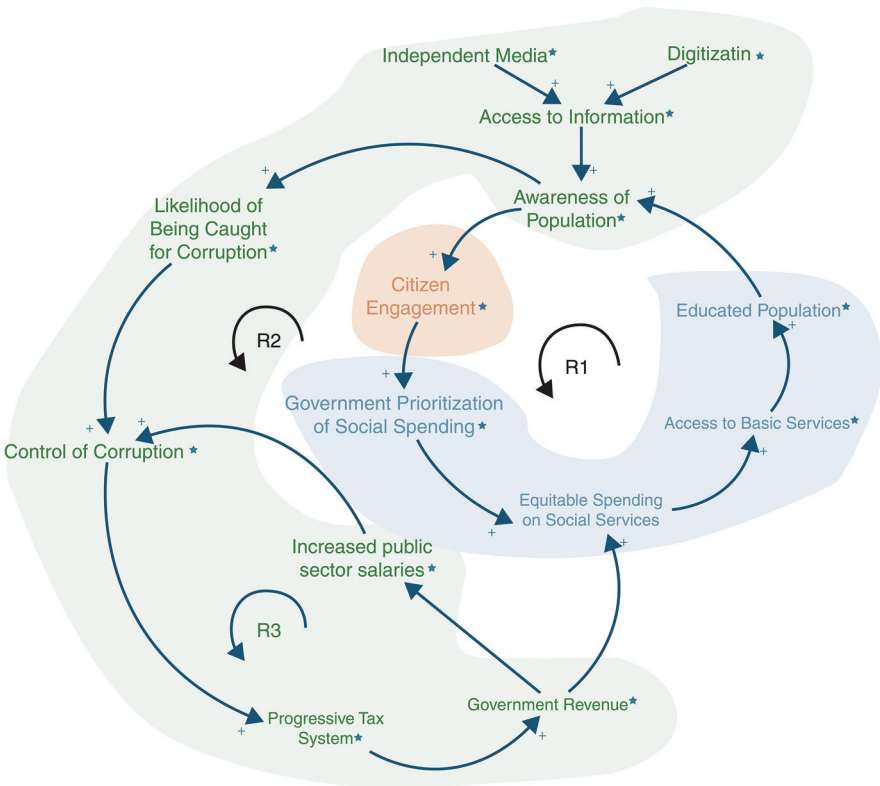 Independent Media★
Digitizatin ★
+
+
Access to Information★
+
+
+
Awareness of
Population★
Likelihood of
Being Caught
for Corruption★
+
Citizen
Engagement★
Educated Population★
+
R2
R1
+
Government Prioritization
of Social Spending★
Access to Basic Services★
+
+
Control of Corruption ★
+
Equitable Spending
on Social Services
+
+
Increased public
sector salaries★
R3
Government Revenue★
Progressive Tax
System★
+
+